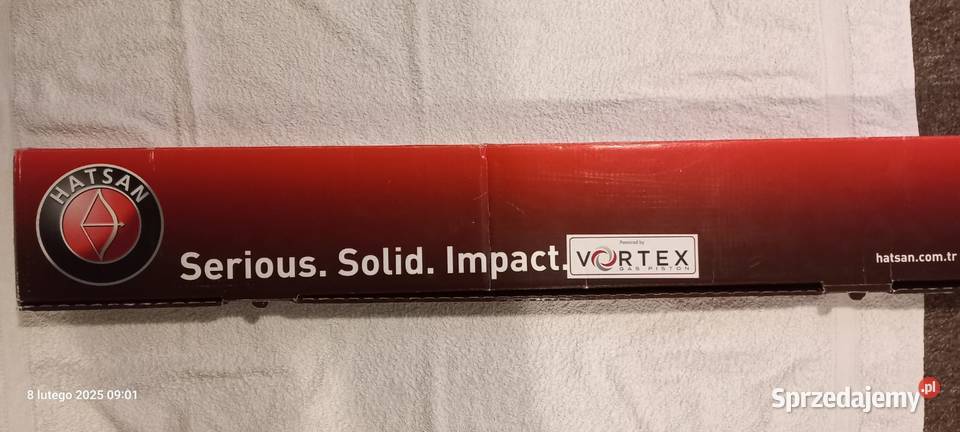 HATSAN
Serious. Solid. Impact.
Powered by
VORTEX
GAS PISTON
hatsan.com.tr
8 lutego 2025 09:01
Sprzedajemy.pl